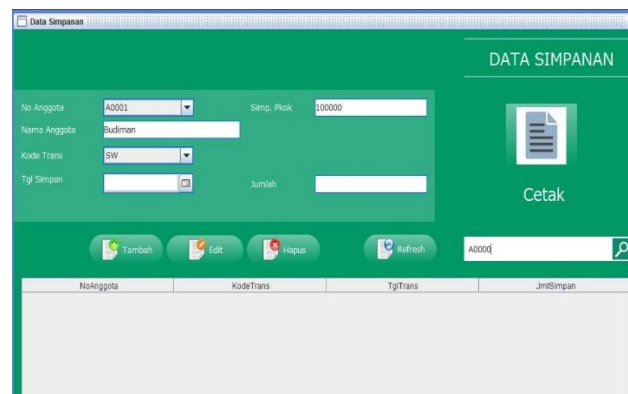 Data Simpanan
DATA SIMPANAN
No Anggota A0001 Simp. Pkok 100000
Nama Anggota Budiman
Kode Trans SW
Tgl Simpan Jumlah
Cetak
Tambah Edit Hapus Refresh A0000
NoAnggota KodeTrans TglTrans JmlSimpan